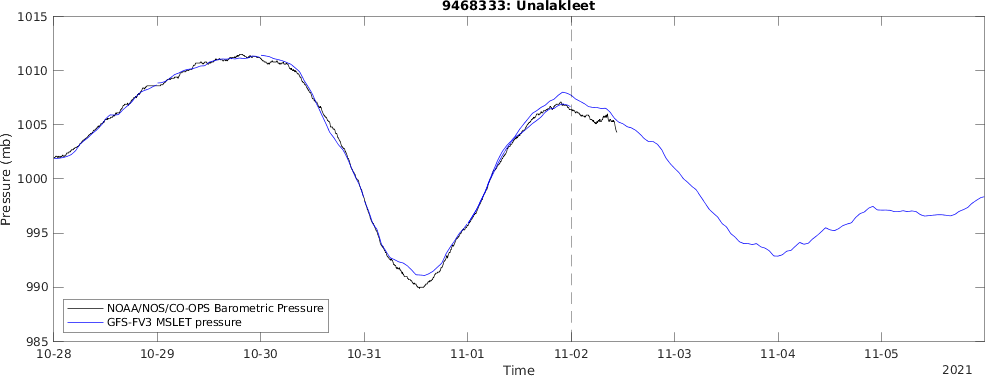 9468333: Unalakleet
1015
1010
1005
1000
995
990
985
Pressure (mb)
NOAA/NOS/CO-OPS Barometric Pressure
GFS-FV3 MSLET pressure
10-28 10-29 10-30 10-31 11-01 11-02 11-03 11-04 11-05
Time
2021